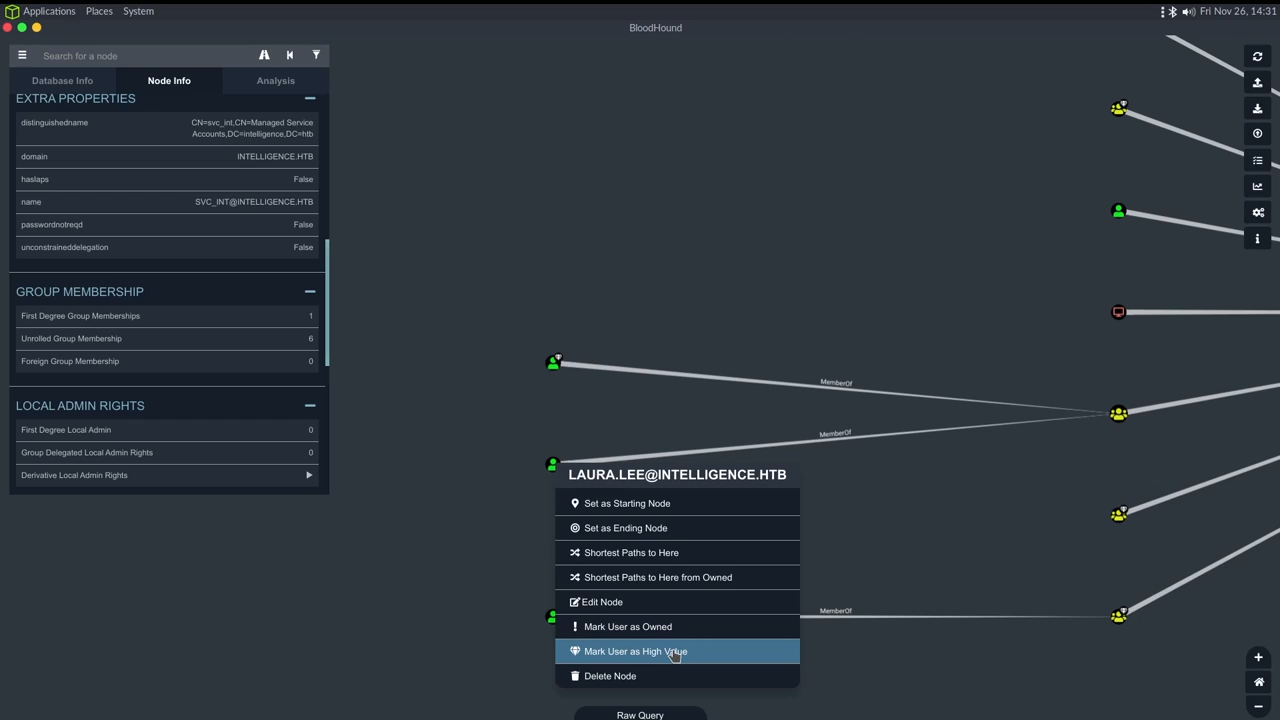 Applications Places System
Fri Nov 26, 14:31
BloodHound
Search for a node
Database Info Node Info Analysis
EXTRA PROPERTIES
distinguishedname CN=svc_int,CN=Managed Service
Accounts,DC=intelligence,DC=htb
domain INTELLIGENCE.HTB
haslaps False
name SVC_INT@INTELLIGENCE.HTB
passwordnotreqd False
unconstraineddelegation False
GROUP MEMBERSHIP
First Degree Group Memberships 1
Unrolled Group Membership 6
Foreign Group Membership 0
LOCAL ADMIN RIGHTS
First Degree Local Admin 0
Group Delegated Local Admin Rights 0
Derivative Local Admin Rights
MemberOf
MemberOf
LAURA.LEE@INTELLIGENCE.HTB
Set as Starting Node
Set as Ending Node
Shortest Paths to Here
Shortest Paths to Here from Owned
Edit Node
MemberOf
Mark User as Owned
Mark User as High Value
Delete Node
Raw Query